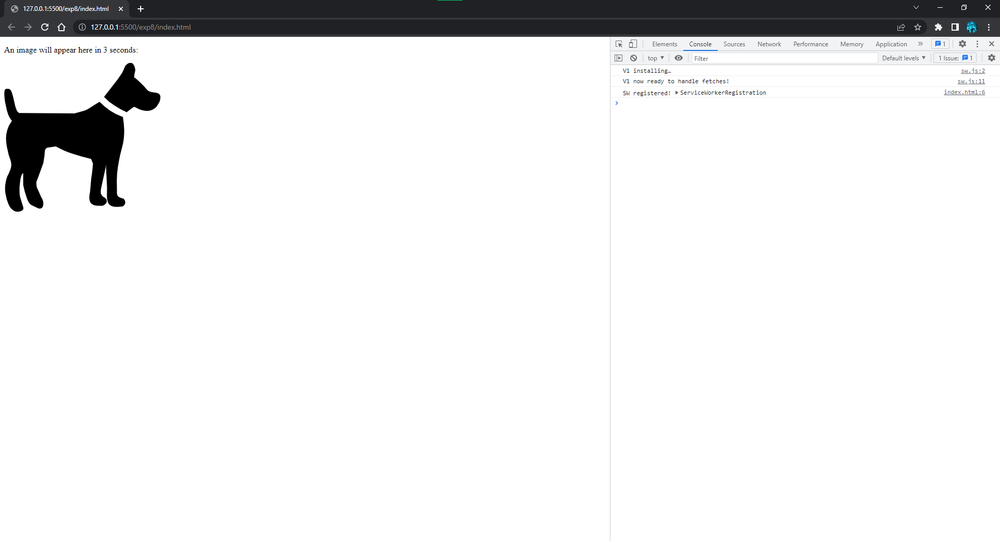 127.0.0.1:5500/exp8/index.html
127.0.0.1:5500/exp8/index.html
An image will appear here in 3 seconds:
Elements Console Sources Network Performance Memory Application » 1
top Filter Default levels 1 Issue: 1
V1 installing… sw.js:2
V1 now ready to handle fetches! sw.js:11
SW registered! ServiceWorkerRegistration index.html:6